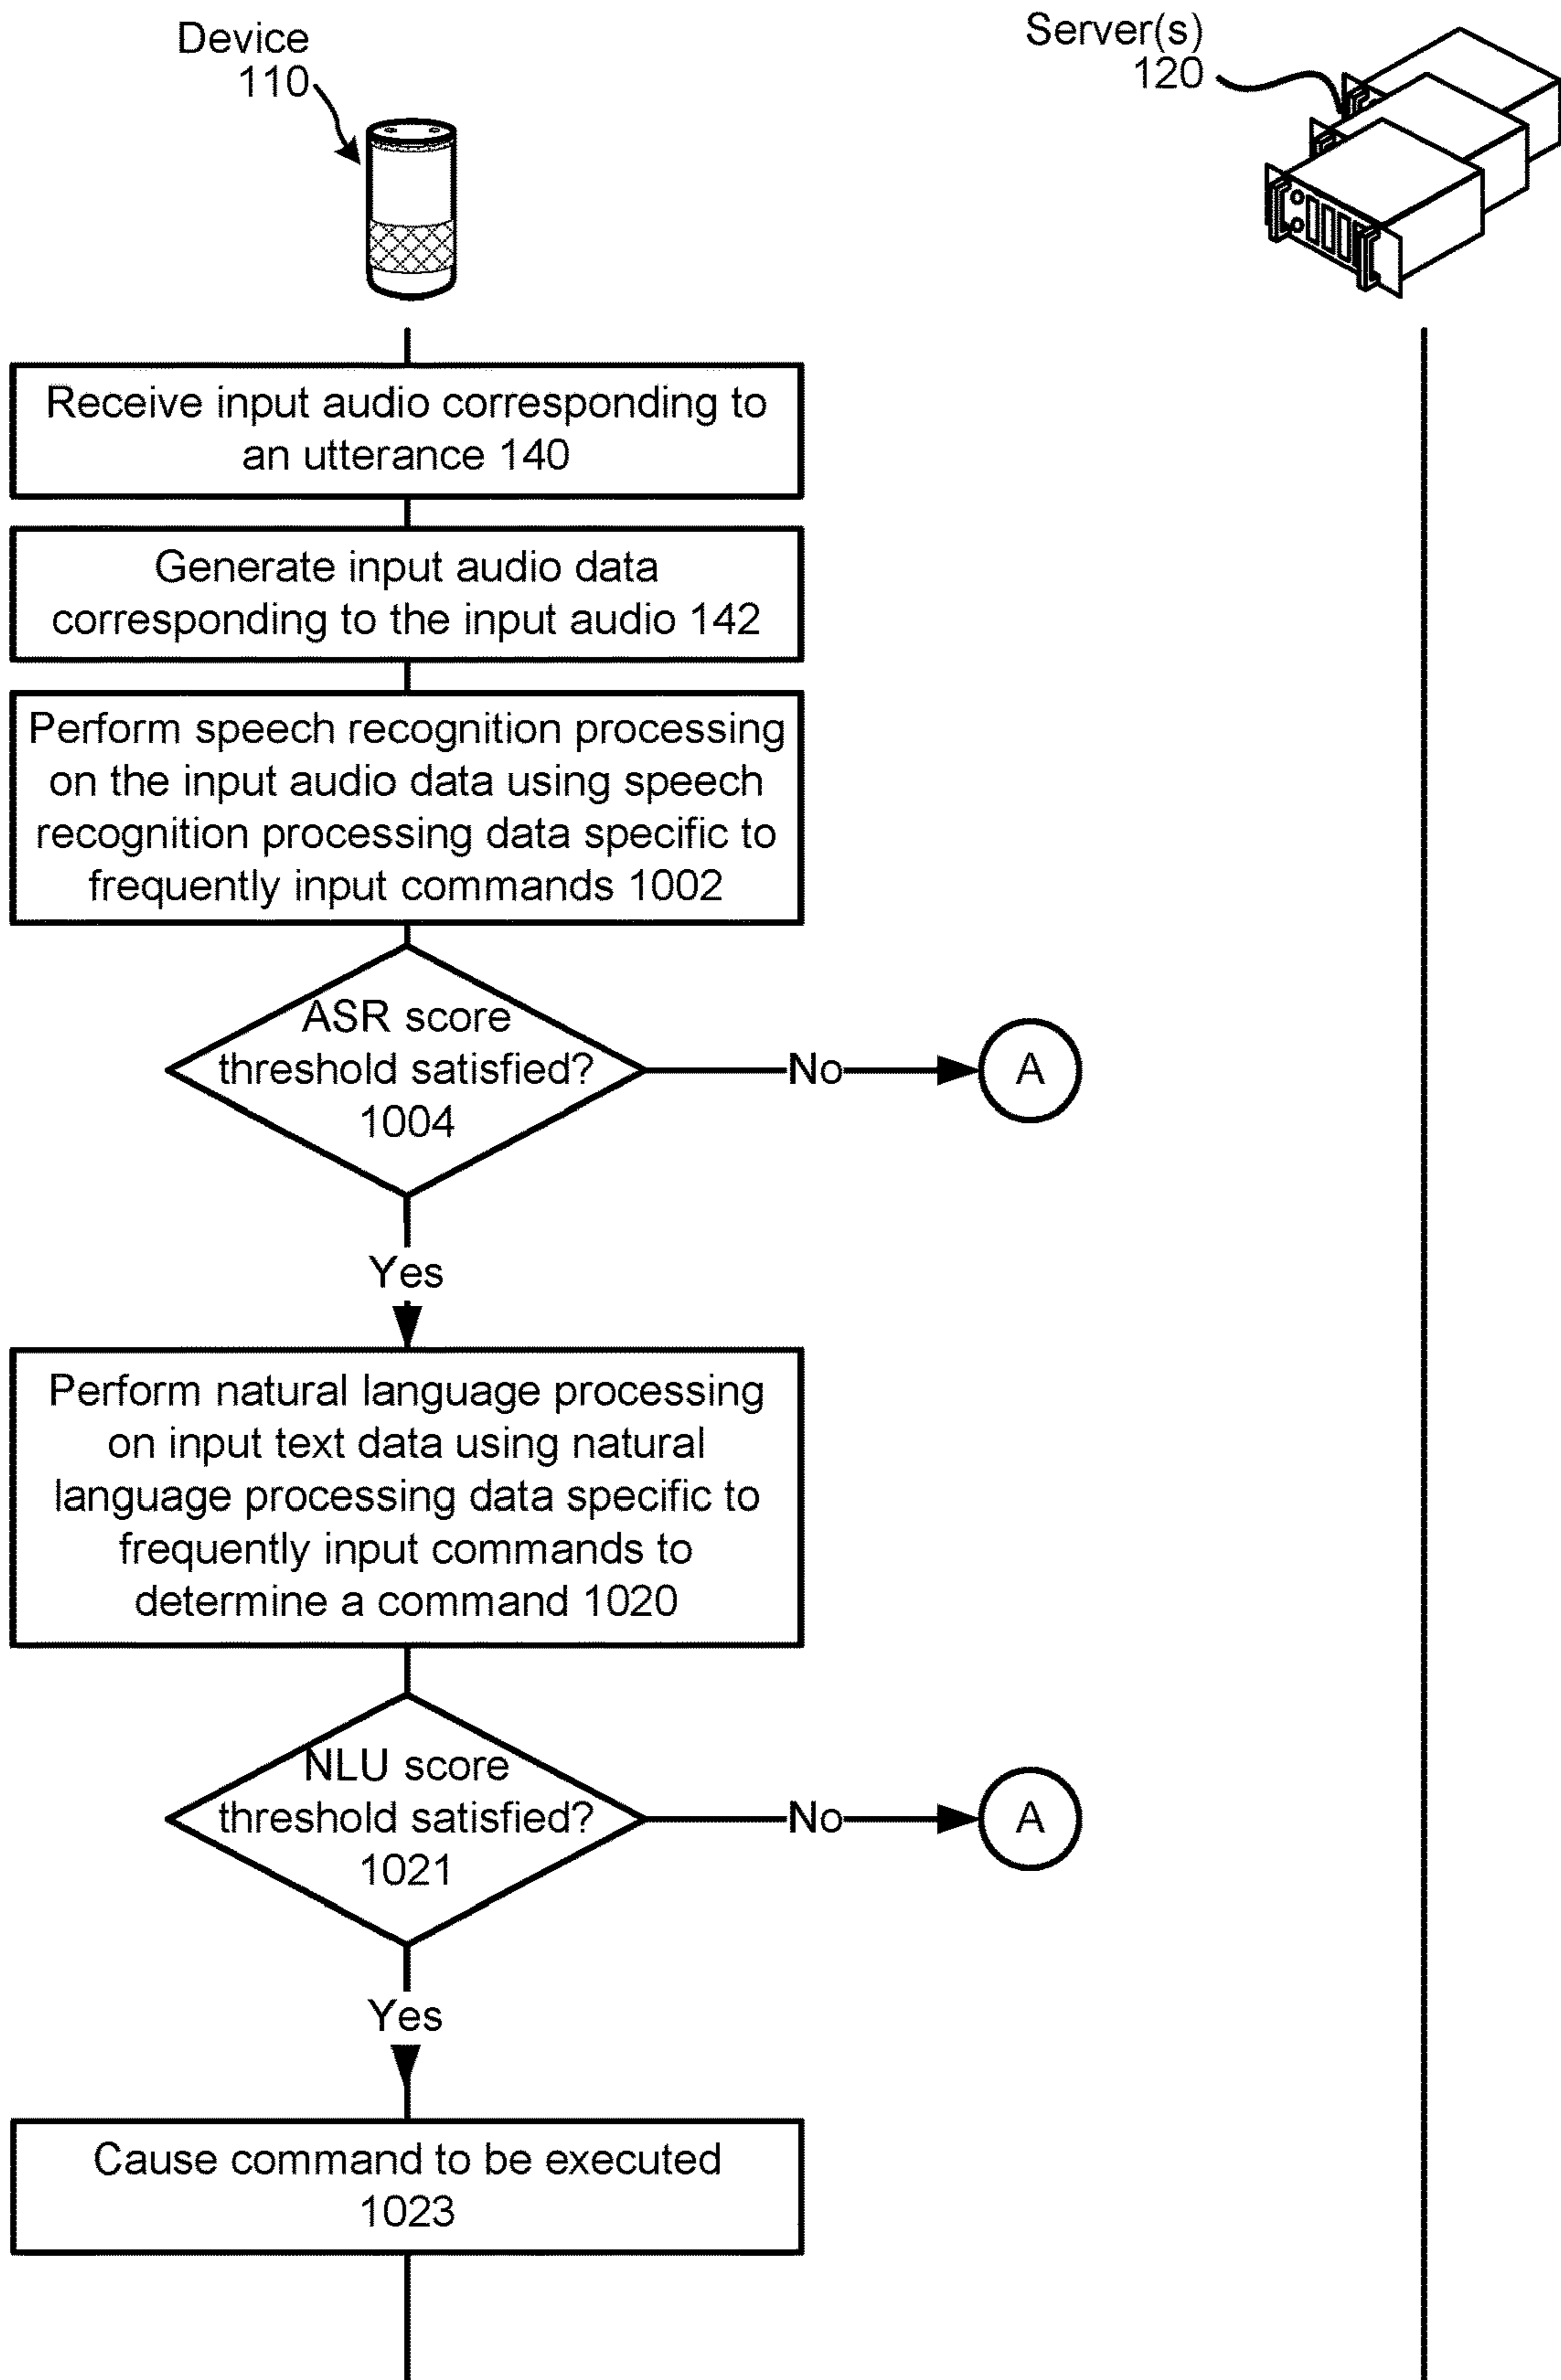 Device
110
Server(s)
120
Receive input audio corresponding to
an utterance 140
Generate input audio data
corresponding to the input audio 142
Perform speech recognition processing
on the input audio data using speech
recognition processing data specific to
frequently input commands 1002
ASR score
threshold satisfied?
1004
No
A
Yes
Perform natural language processing
on input text data using natural
language processing data specific to
frequently input commands to
determine a command 1020
NLU score
threshold satisfied?
1021
No
A
Yes
Cause command to be executed
1023